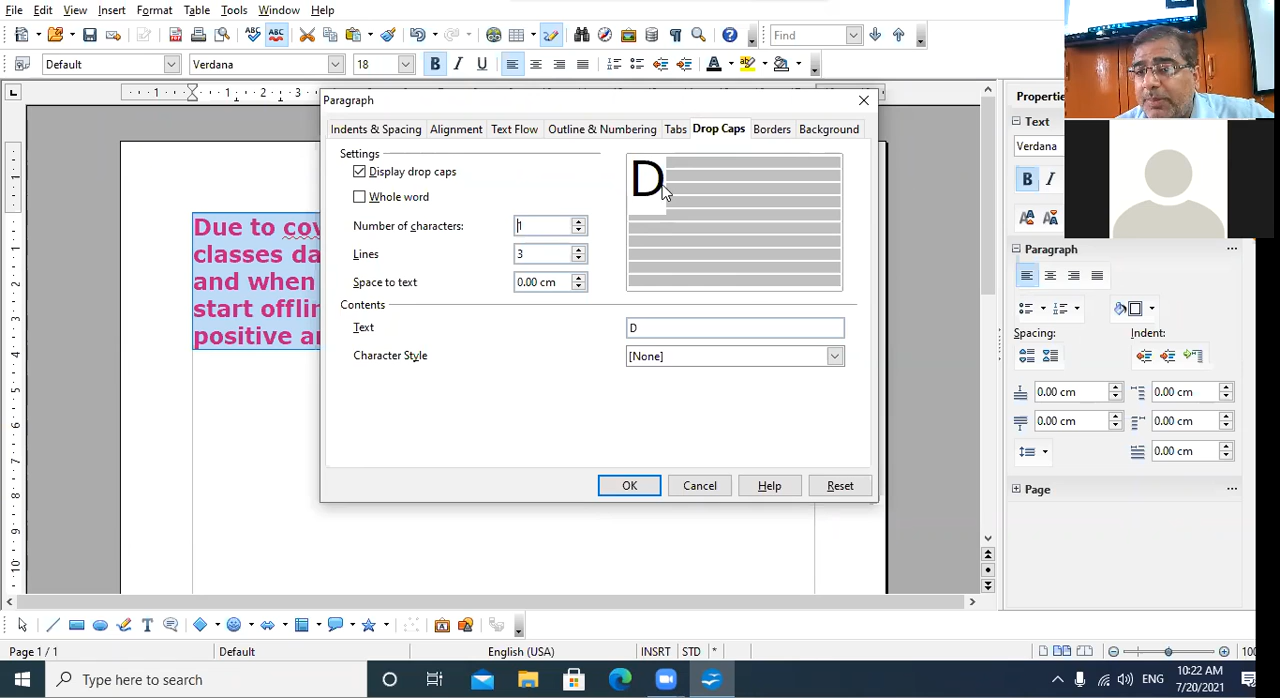 File Edit View Insert Format Table Tools Window Help
Find
Default Verdana 18
Paragraph
Indents & Spacing Alignment Text Flow Outline & Numbering Tabs Drop Caps Borders Background
Settings
Display drop caps
Whole word
Number of characters: 1
Lines 3
Space to text 0.00 cm
D
Contents
Text D
Character Style [None]
OK Cancel Help Reset
Due to cov
classes da
and when
start offlin
positive an
Properties
Text
Verdana
Paragraph
Spacing: Indent:
0.00 cm 0.00 cm
0.00 cm 0.00 cm
0.00 cm
Page
Page 1 / 1 Default English (USA) INSRT STD * 100
Type here to search
ENG
10:22 AM
7/20/2021